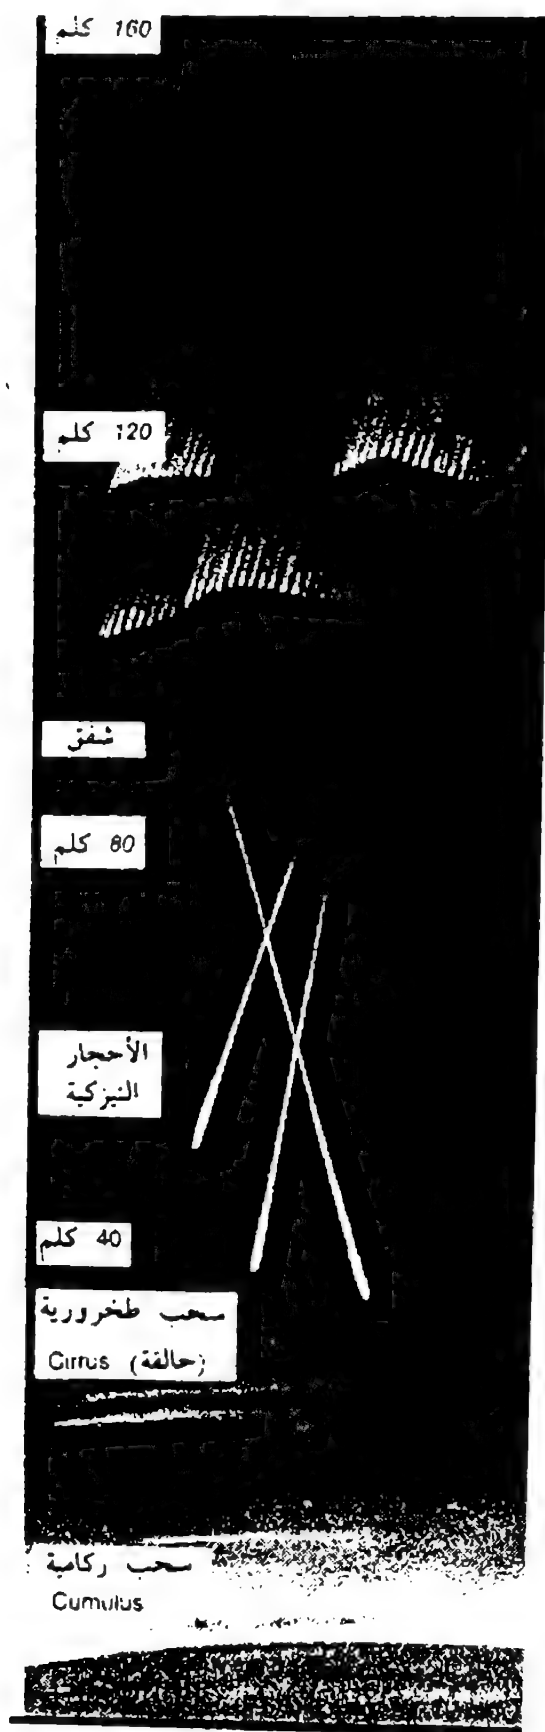 160 كلم
120 كلم
شفق
80 كلم
الأحجار
النيزكية
40 كلم
سحب طخرورية
(حالقة) Cirrus
سحب ركامية
Cumulus